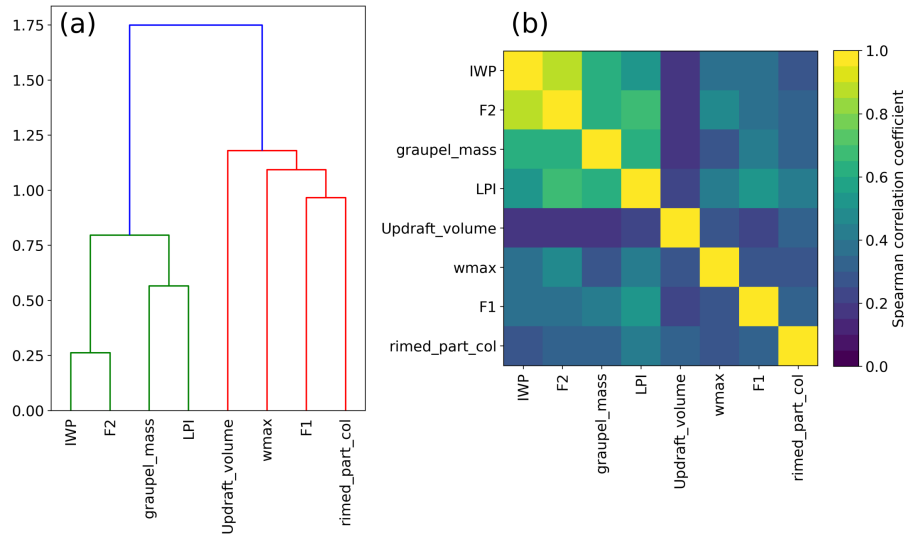 (a)
1.75
1.50
1.25
1.00
0.75
0.50
0.25
0.00
IWP
F2
graupel_mass
LPI
Updraft_volume
wmax
F1
rimed_part_col
(b)
IWP
F2
graupel_mass
LPI
Updraft_volume
wmax
F1
rimed_part_col
IWP
F2
graupel_mass
LPI
Updraft_volume
wmax
F1
rimed_part_col
1.0
0.8
0.6
0.4
0.2
0.0
Spearman correlation coefficient